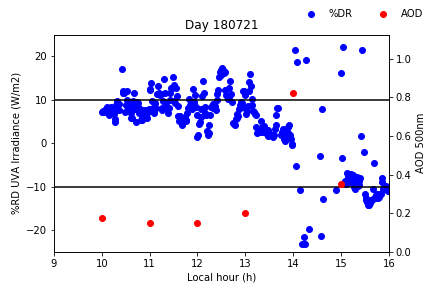 %DR AOD
Day 180721
%RD UVA Irradiance (W/m2)
20
10
0
−10
−20
1.0
0.8
0.6
0.4
0.2
0.0
AOD 500nm
9 10 11 12 13 14 15 16
Local hour (h)